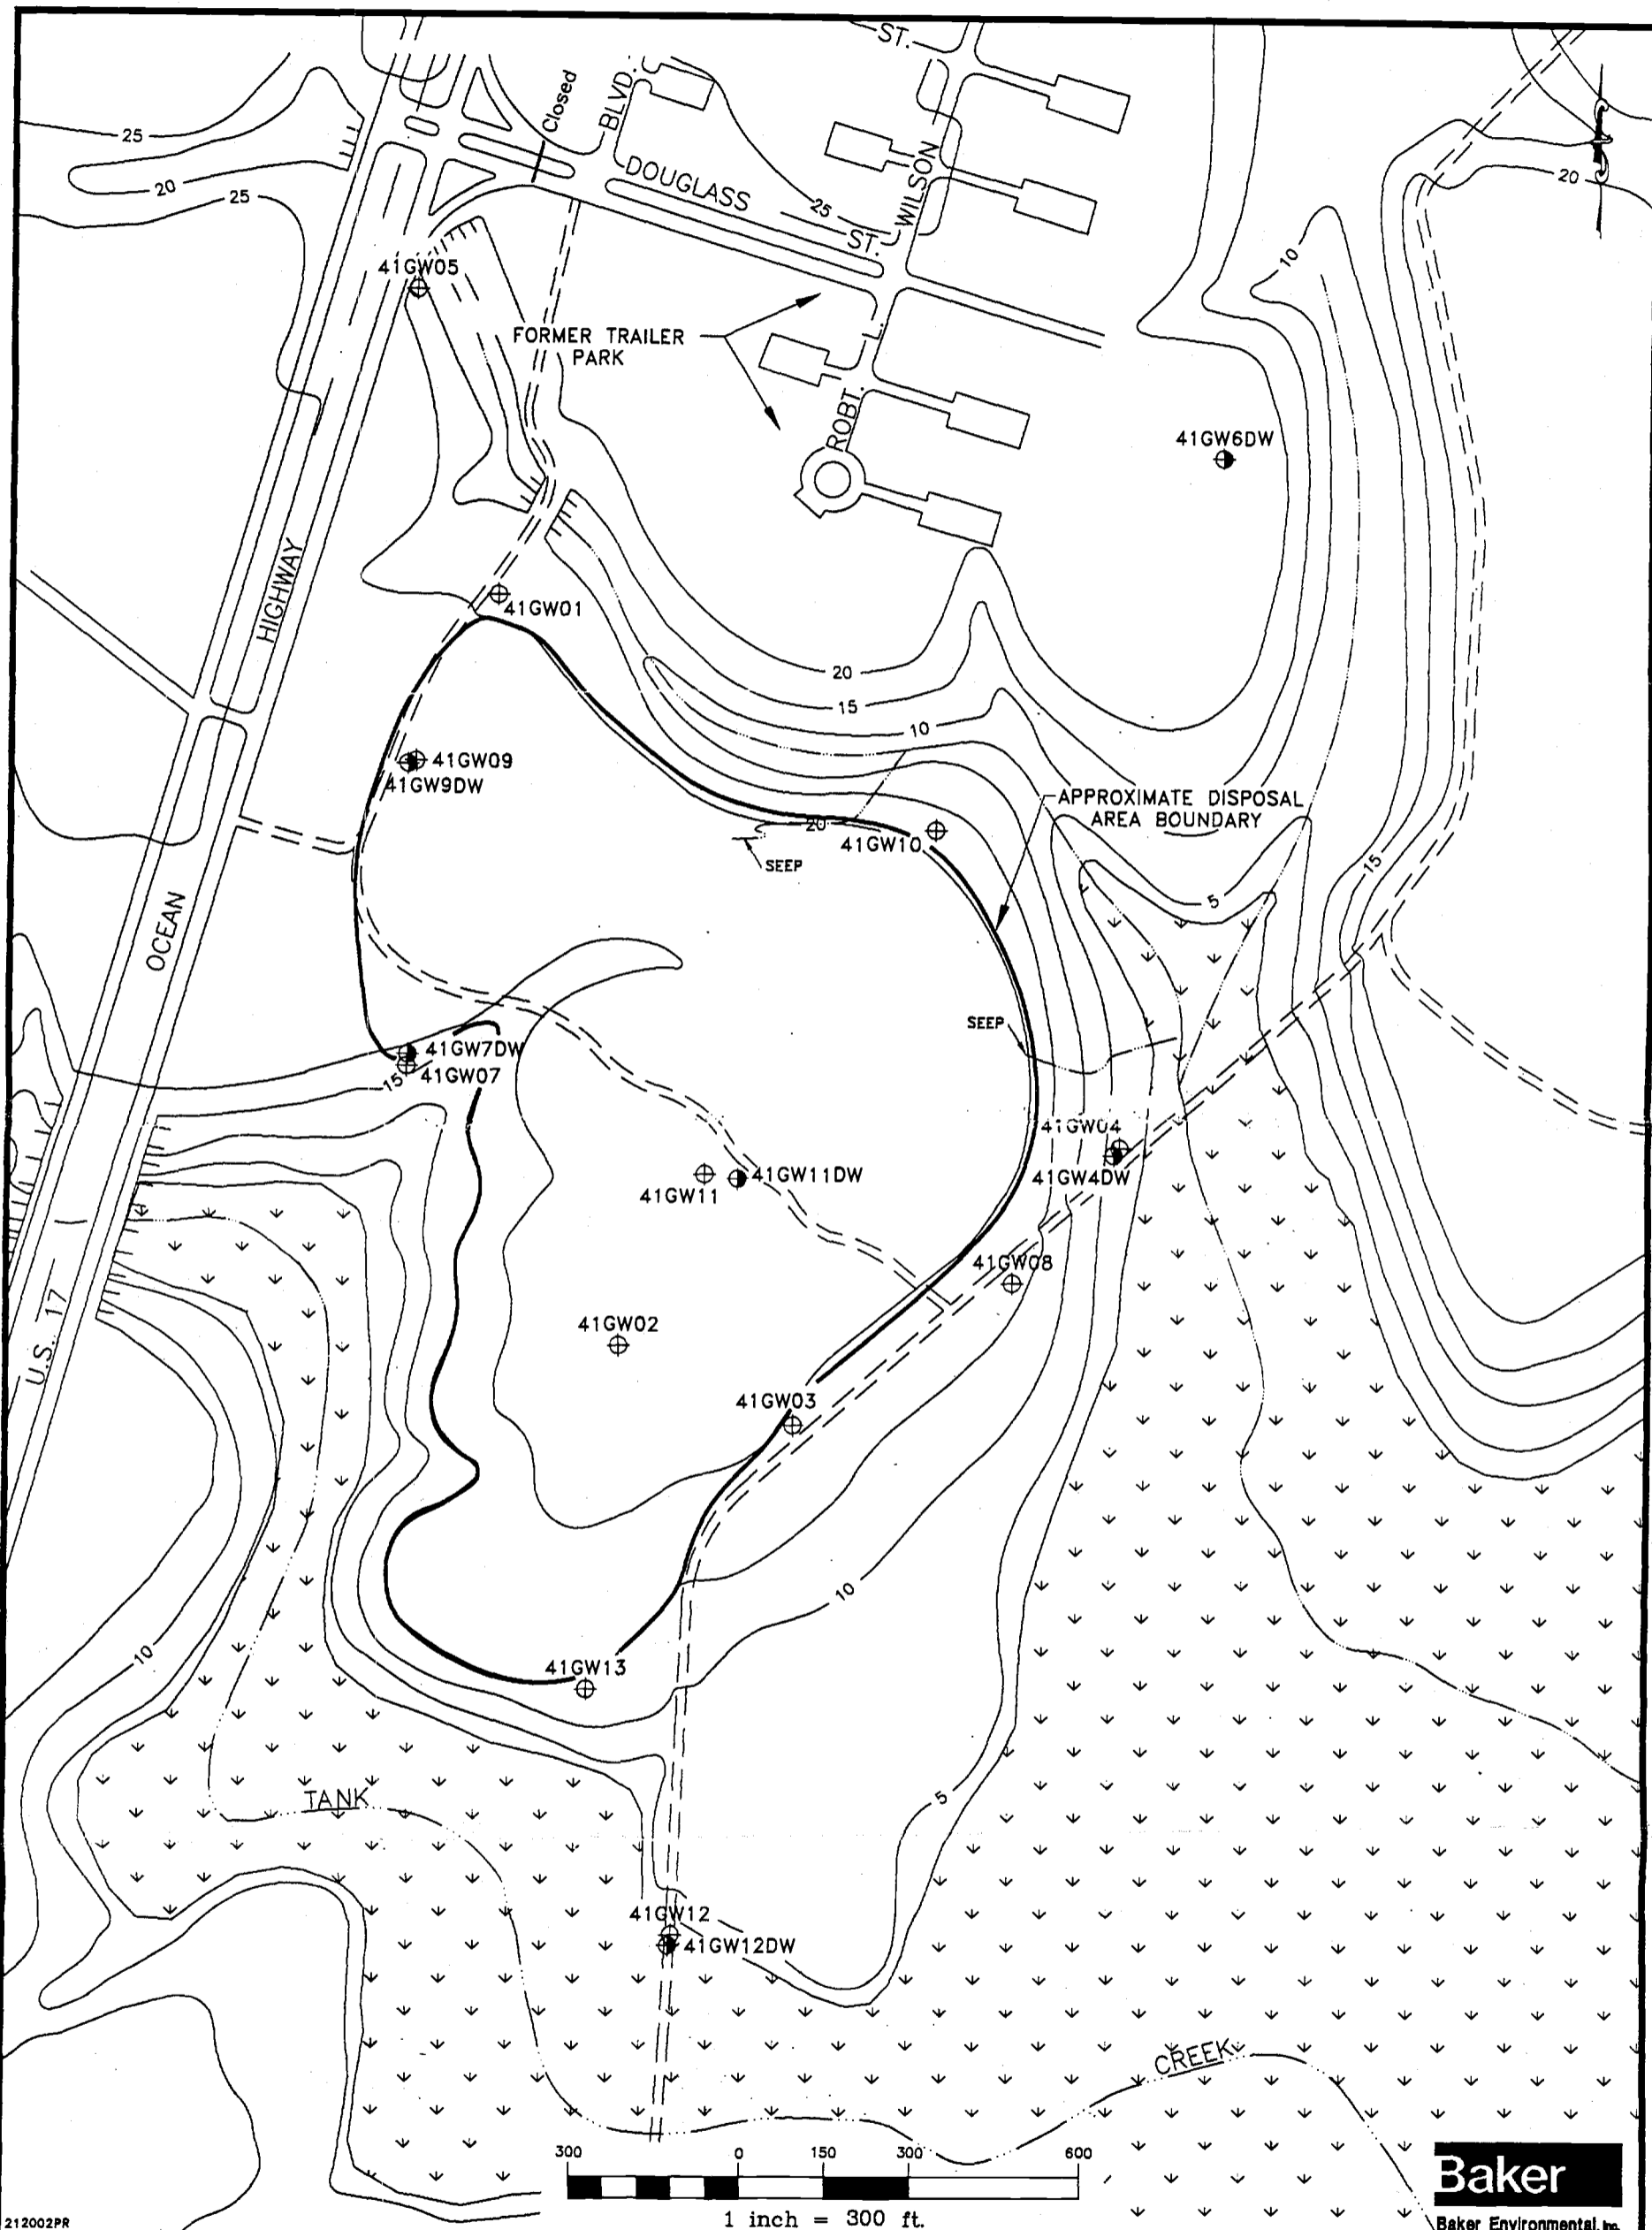 ST.
Closed
BLVD.
25
20
25
DOUGLASS
ST.
25
WILSON
20
10
41GW05
FORMER TRAILER
PARK
L.
ROBT.
41GW6DW
HIGHWAY
41GW01
20
15
10
41GW09
41GW9DW
APPROXIMATE DISPOSAL
AREA BOUNDARY
20
41GW10
SEEP
15
5
OCEAN
SEEP
41GW7DW
41GW07
15
41GW04
41GW4DW
41GW11DW
41GW11
41GW08
41GW02
U.S. 17
41GW03
10
10
41GW13
TANK
5
41GW12
41GW12DW
CREEK
300
0
150
300
600
1 inch = 300 ft.
Baker
Baker Environmental, Inc.
212002PR